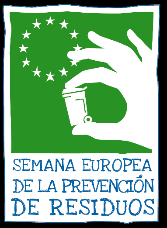 SEMANA EUROPEA
DE LA PREVENCIÓN
DE RESIDUOS